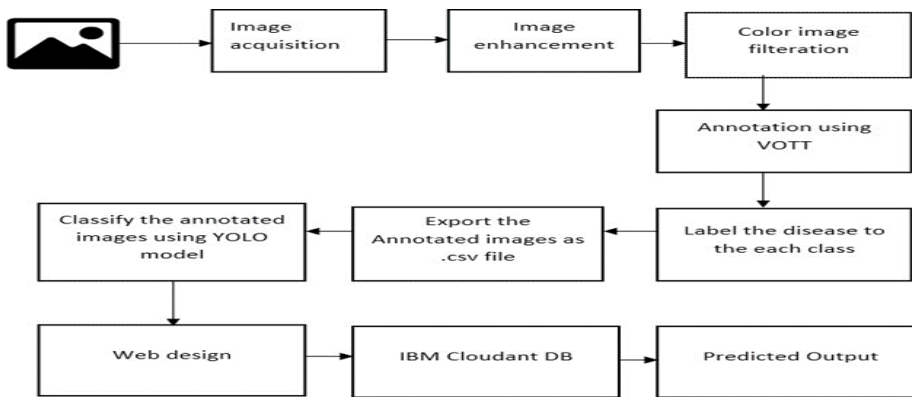 Image
acquisition
Image
enhancement
Color image
filteration
Annotation using
VOTT
Label the disease to
the each class
Export the
Annotated images as
.csv file
Classify the annotated
images using YOLO
model
Web design
IBM Cloudant DB
Predicted Output